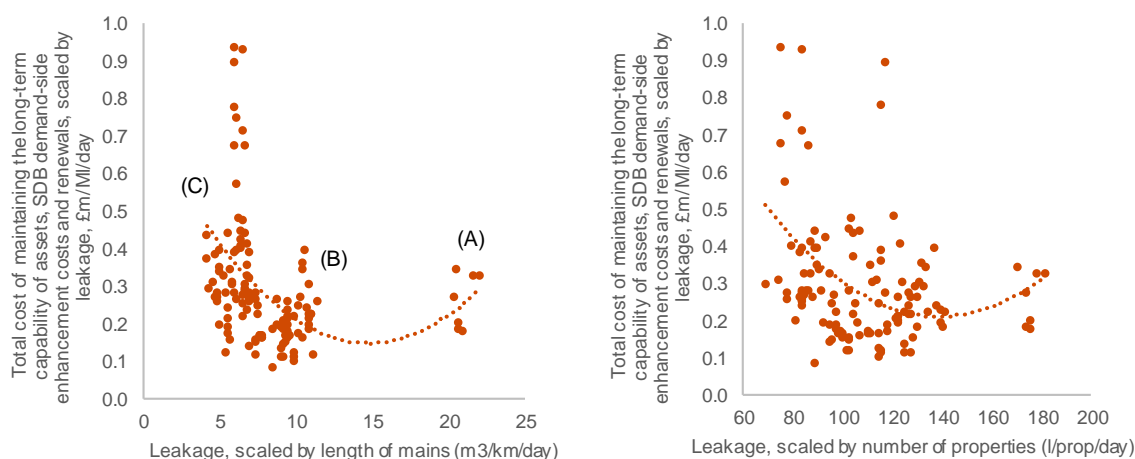 Total cost of maintaining the long-term
capability of assets, SDB demand-side
enhancement costs and renewals, scaled by
leakage, £m/Ml/day
1.0
0.9
0.8
0.7
0.6
0.5
0.4
0.3
0.2
0.1
0.0
(C)
(B)
(A)
0 5 10 15 20 25
Leakage, scaled by length of mains (m3/km/day)
Total cost of maintaining the long-term
capability of assets, SDB demand-side
enhancement costs and renewals, scaled by
leakage, £m/Ml/day
1.0
0.9
0.8
0.7
0.6
0.5
0.4
0.3
0.2
0.1
0.0
60 80 100 120 140 160 180 200
Leakage, scaled by number of properties (l/prop/day)